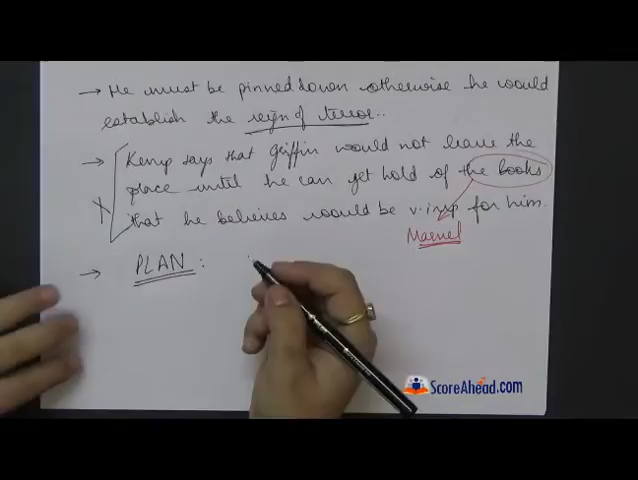 → He must be pinned down otherwise he would
establish the reign of terror..
→ Kemp says that Griffin would not leave the
place until he can get hold of the books
that he believes would be v.imp for him.
Marvel
→ PLAN :
ScoreAhead.com